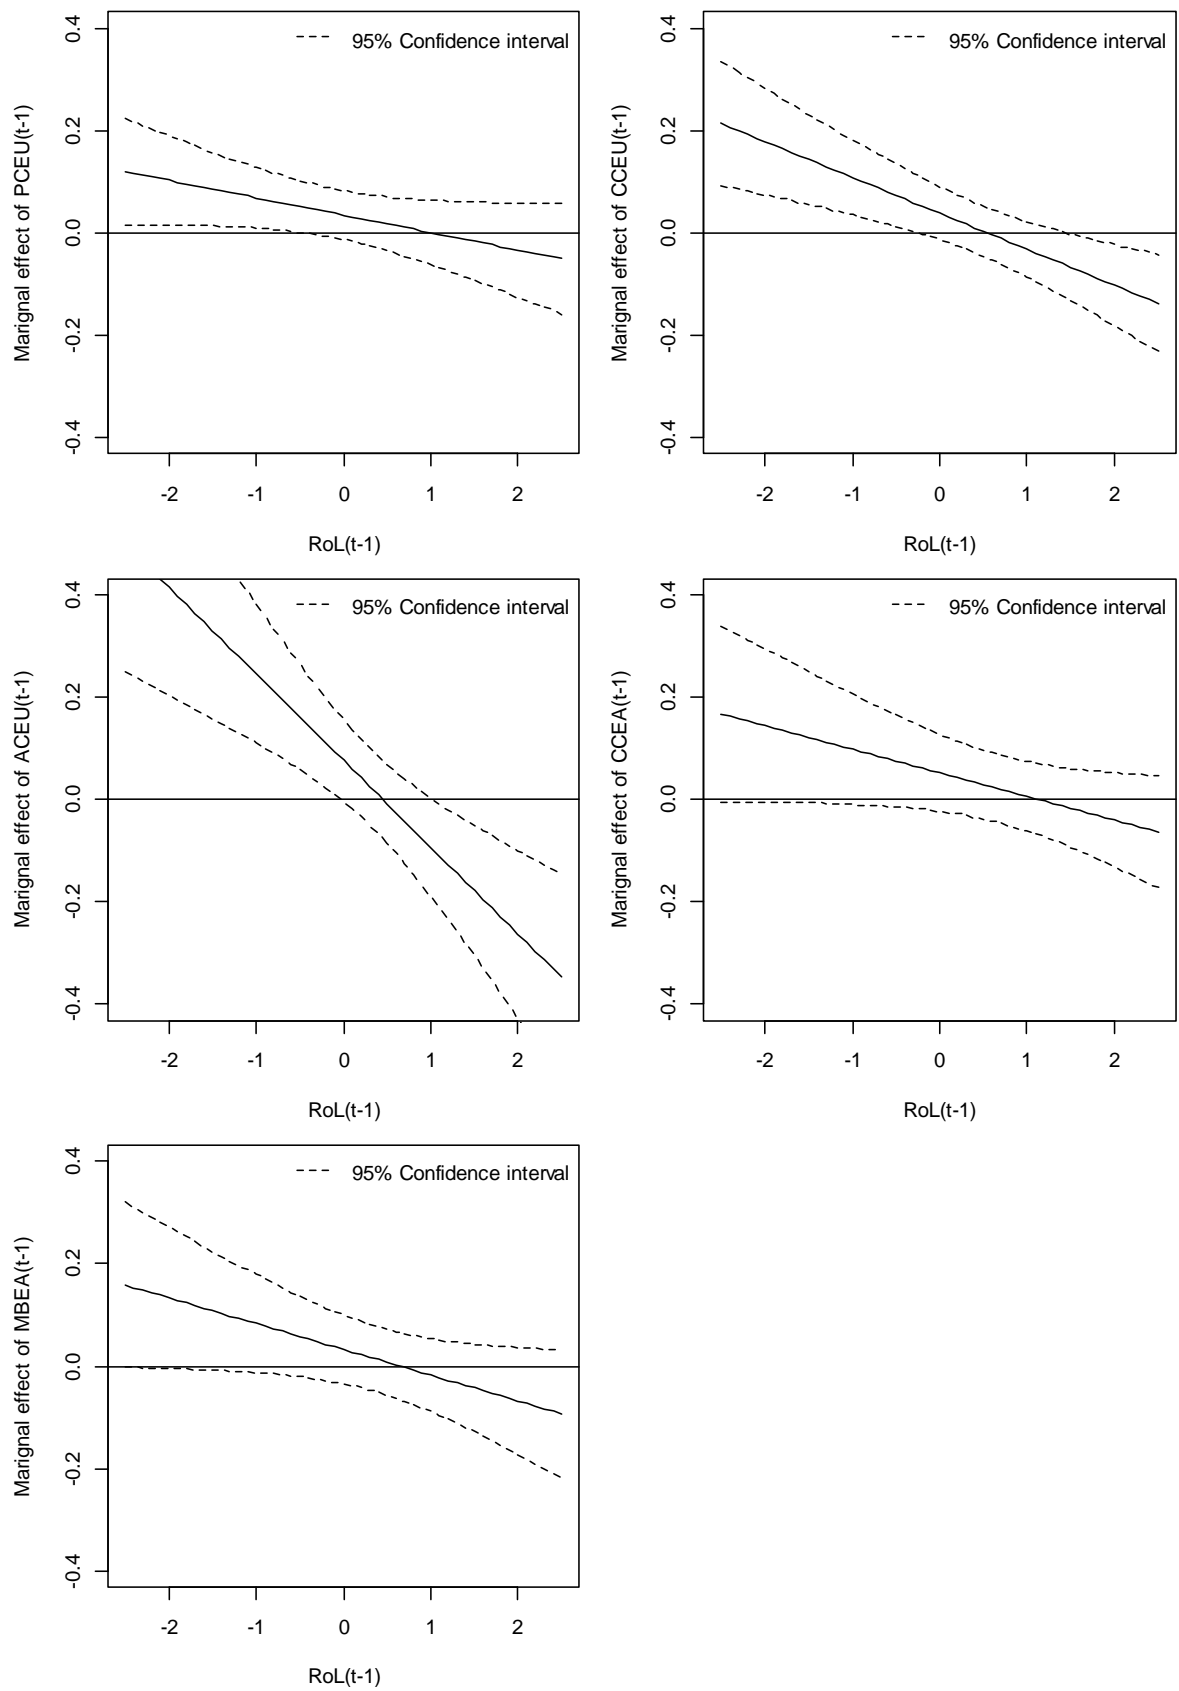 95% Confidence interval
Marignal effect of PCEU(t-1)
0.4
0.2
0.0
-0.2
-0.4
-2 -1 0 1 2
RoL(t-1)
95% Confidence interval
Marignal effect of CCEU(t-1)
0.4
0.2
0.0
-0.2
-0.4
-2 -1 0 1 2
RoL(t-1)
95% Confidence interval
Marignal effect of ACEU(t-1)
0.4
0.2
0.0
-0.2
-0.4
-2 -1 0 1 2
RoL(t-1)
95% Confidence interval
Marignal effect of CCEA(t-1)
0.4
0.2
0.0
-0.2
-0.4
-2 -1 0 1 2
RoL(t-1)
95% Confidence interval
Marignal effect of MBEA(t-1)
0.4
0.2
0.0
-0.2
-0.4
-2 -1 0 1 2
RoL(t-1)